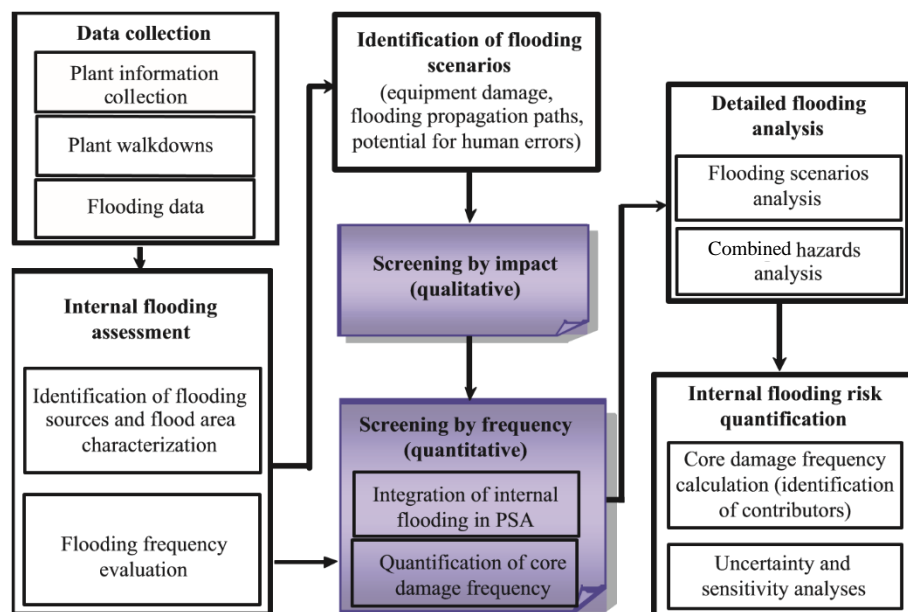 Data collection
Plant information
collection
Plant walkdowns
Flooding data
Internal flooding
assessment
Identification of flooding
sources and flood area
characterization
Flooding frequency
evaluation
Identification of flooding
scenarios
(equipment damage,
flooding propagation paths,
potential for human errors)
Screening by impact
(qualitative)
Screening by frequency
(quantitative)
Integration of internal
flooding in PSA
Quantification of core
damage frequency
Detailed flooding
analysis
Flooding scenarios
analysis
Combined hazards
analysis
Internal flooding risk
quantification
Core damage frequency
calculation (identification
of contributors)
Uncertainty and
sensitivity analyses